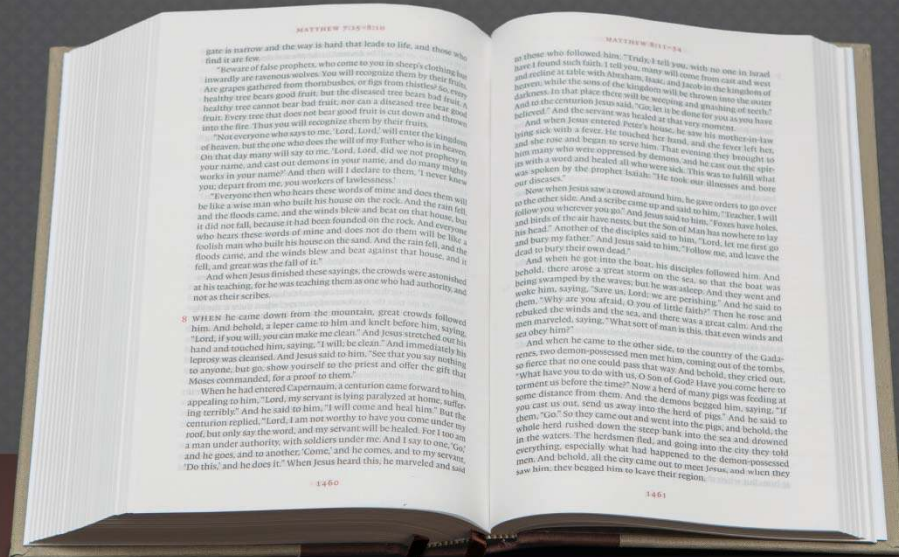 MATTHEW 7:15–8:10
gate is narrow and the way is hard that leads to life, and those who
find it are few.
"Beware of false prophets, who come to you in sheep's clothing but
inwardly are ravenous wolves. You will recognize them by their fruits.
Are grapes gathered from thornbushes, or figs from thistles? So, every
healthy tree bears good fruit, but the diseased tree bears bad fruit. A
healthy tree cannot bear bad fruit, nor can a diseased tree bear good
fruit. Every tree that does not bear good fruit is cut down and thrown
into the fire. Thus you will recognize them by their fruits.
"Not everyone who says to me, 'Lord, Lord,' will enter the kingdom
of heaven, but the one who does the will of my Father who is in heaven.
On that day many will say to me, 'Lord, Lord, did we not prophesy in
your name, and cast out demons in your name, and do many mighty
works in your name?' And then will I declare to them, 'I never knew
you; depart from me, you workers of lawlessness.'
"Everyone then who hears these words of mine and does them will
be like a wise man who built his house on the rock. And the rain fell,
and the floods came, and the winds blew and beat on that house, but
it did not fall, because it had been founded on the rock. And everyone
who hears these words of mine and does not do them will be like a
foolish man who built his house on the sand. And the rain fell, and the
floods came, and the winds blew and beat against that house, and it
fell, and great was the fall of it."
And when Jesus finished these sayings, the crowds were astonished
at his teaching, for he was teaching them as one who had authority, and
not as their scribes.
8 WHEN he came down from the mountain, great crowds followed
him. And behold, a leper came to him and knelt before him, saying,
"Lord, if you will, you can make me clean." And Jesus stretched out his
hand and touched him, saying, "I will; be clean." And immediately his
leprosy was cleansed. And Jesus said to him, "See that you say nothing
to anyone, but go, show yourself to the priest and offer the gift that
Moses commanded, for a proof to them."
When he had entered Capernaum, a centurion came forward to him,
appealing to him, "Lord, my servant is lying paralyzed at home, suffer-
ing terribly." And he said to him, "I will come and heal him." But the
centurion replied, "Lord, I am not worthy to have you come under my
roof, but only say the word, and my servant will be healed. For I too am
a man under authority, with soldiers under me. And I say to one, 'Go,'
and he goes, and to another, 'Come,' and he comes, and to my servant,
'Do this,' and he does it." When Jesus heard this, he marveled and said
1460
MATTHEW 8:11–34
to those who followed him, "Truly, I tell you, with no one in Israel
have I found such faith. I tell you, many will come from east and west
and recline at table with Abraham, Isaac, and Jacob in the kingdom of
heaven, while the sons of the kingdom will be thrown into the outer
darkness. In that place there will be weeping and gnashing of teeth."
And to the centurion Jesus said, "Go; let it be done for you as you have
believed." And the servant was healed at that very moment.
And when Jesus entered Peter's house, he saw his mother-in-law
lying sick with a fever. He touched her hand, and the fever left her,
and she rose and began to serve him. That evening they brought to
him many who were oppressed by demons, and he cast out the spir-
its with a word and healed all who were sick. This was to fulfill what
was spoken by the prophet Isaiah: "He took our illnesses and bore
our diseases."
Now when Jesus saw a crowd around him, he gave orders to go over
to the other side. And a scribe came up and said to him, "Teacher, I will
follow you wherever you go." And Jesus said to him, "Foxes have holes,
and birds of the air have nests, but the Son of Man has nowhere to lay
his head." Another of the disciples said to him, "Lord, let me first go
and bury my father." And Jesus said to him, "Follow me, and leave the
dead to bury their own dead."
And when he got into the boat, his disciples followed him. And
behold, there arose a great storm on the sea, so that the boat was
being swamped by the waves; but he was asleep. And they went and
woke him, saying, "Save us, Lord; we are perishing." And he said to
them, "Why are you afraid, O you of little faith?" Then he rose and
rebuked the winds and the sea, and there was a great calm. And the
men marveled, saying, "What sort of man is this, that even winds and
sea obey him?"
And when he came to the other side, to the country of the Gada-
renes, two demon-possessed men met him, coming out of the tombs,
so fierce that no one could pass that way. And behold, they cried out,
"What have you to do with us, O Son of God? Have you come here to
torment us before the time?" Now a herd of many pigs was feeding at
some distance from them. And the demons begged him, saying, "If
you cast us out, send us away into the herd of pigs." And he said to
them, "Go." So they came out and went into the pigs, and behold, the
whole herd rushed down the steep bank into the sea and drowned
in the waters. The herdsmen fled, and going into the city they told
everything, especially what had happened to the demon-possessed
men. And behold, all the city came out to meet Jesus, and when they
saw him, they begged him to leave their region.
1461